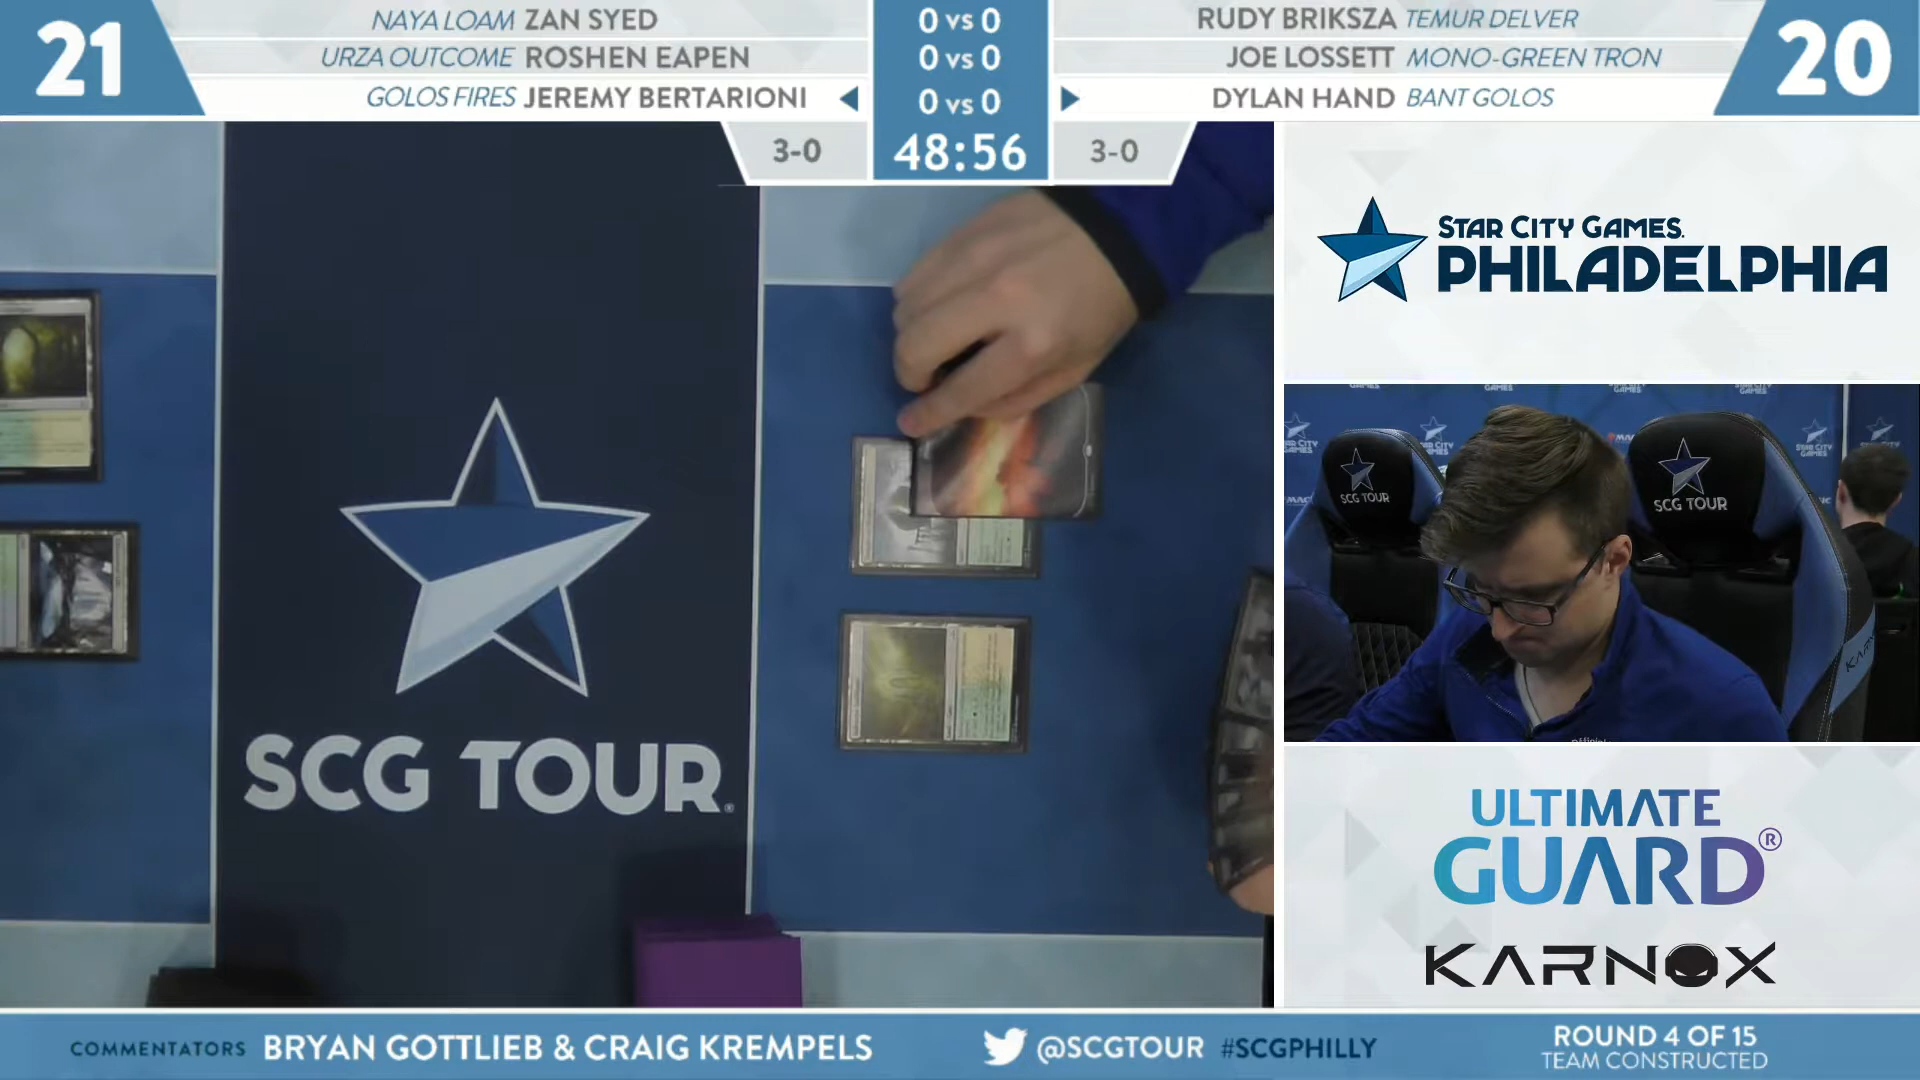 21
NAYA LOAM ZAN SYED
URZA OUTCOME ROSHEN EAPEN
GOLOS FIRES JEREMY BERTARIONI
0 vs 0
0 vs 0
0 vs 0
48:56
3-0
3-0
RUDY BRIKSZA TEMUR DELVER
JOE LOSSETT MONO-GREEN TRON
DYLAN HAND BANT GOLOS
20
STAR CITY GAMES.
PHILADELPHIA
SCG TOUR
SCG TOUR
SCG TOUR®
ULTIMATE
GUARD®
KARNOX
COMMENTATORS BRYAN GOTTLIEB & CRAIG KREMPELS
@SCGTOUR #SCGPHILLY
ROUND 4 OF 15
TEAM CONSTRUCTED